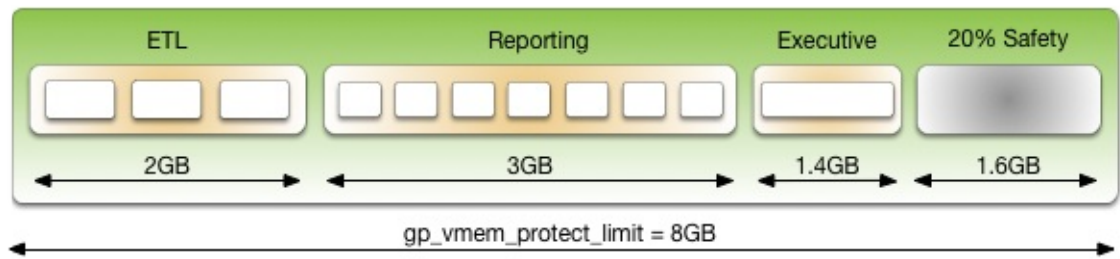 ETL Reporting Executive 20% Safety
2GB 3GB 1.4GB 1.6GB
gp_vmem_protect_limit = 8GB